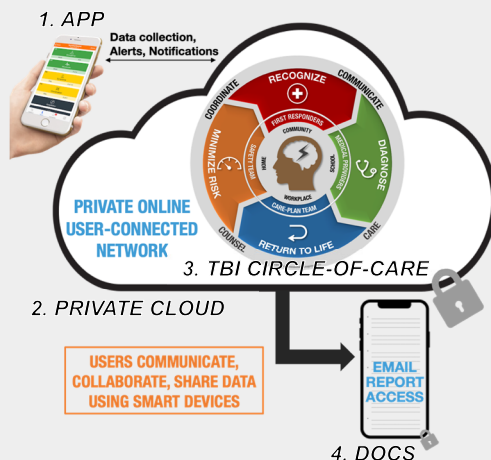 1. APP
Data collection,
Alerts, Notifications
COORDINATE
COMMUNICATE
RECOGNIZE
FIRST RESPONDERS
MINIMIZE RISK
SAFETY TEAM
HOME
COMMUNITY
SCHOOL
MEDICAL PROVIDERS
DIAGNOSE
WORKPLACE
CARE-PLAN TEAM
RETURN TO LIFE
COUNSEL
CARE
PRIVATE ONLINE
USER-CONNECTED
NETWORK
3. TBI CIRCLE-OF-CARE
2. PRIVATE CLOUD
USERS COMMUNICATE,
COLLABORATE, SHARE DATA
USING SMART DEVICES
EMAIL
REPORT
ACCESS
4. DOCS